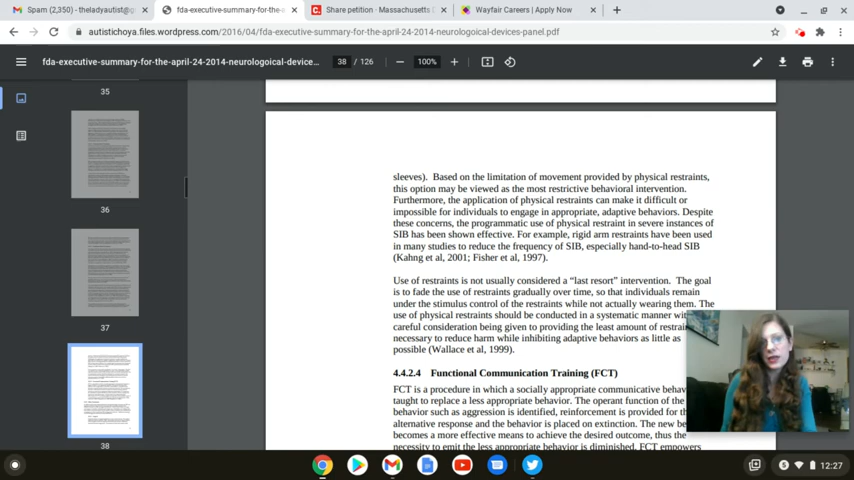 Spam (2,350) - theladyautist@gm
fda-executive-summary-for-the-a
Share petition · Massachusetts D
Wayfair Careers | Apply Now
autistichoya.files.wordpress.com/2016/04/fda-executive-summary-for-the-april-24-2014-neurologoical-devices-panel.pdf
fda-executive-summary-for-the-april-24-2014-neurologoical-device...
38 / 126
100%
35
36
37
38
sleeves). Based on the limitation of movement provided by physical restraints,
this option may be viewed as the most restrictive behavioral intervention.
Furthermore, the application of physical restraints can make it difficult or
impossible for individuals to engage in appropriate, adaptive behaviors. Despite
these concerns, the programmatic use of physical restraint in severe instances of
SIB has been shown effective. For example, rigid arm restraints have been used
in many studies to reduce the frequency of SIB, especially hand-to-head SIB
(Kahng et al, 2001; Fisher et al, 1997).
Use of restraints is not usually considered a “last resort” intervention. The goal
is to fade the use of restraints gradually over time, so that individuals remain
under the stimulus control of the restraints while not actually wearing them. The
use of physical restraints should be conducted in a systematic manner wit
careful consideration being given to providing the least amount of restrain
necessary to reduce harm while inhibiting adaptive behaviors as little as
possible (Wallace et al, 1999).
4.4.2.4 Functional Communication Training (FCT)
FCT is a procedure in which a socially appropriate communicative behav
taught to replace a less appropriate behavior. The operant function of the
behavior such as aggression is identified, reinforcement is provided for th
alternative response and the behavior is placed on extinction. The new be
becomes a more effective means to achieve the desired outcome, thus the
necessity to emit the less appropriate behavior is diminished. FCT empowers
12:27